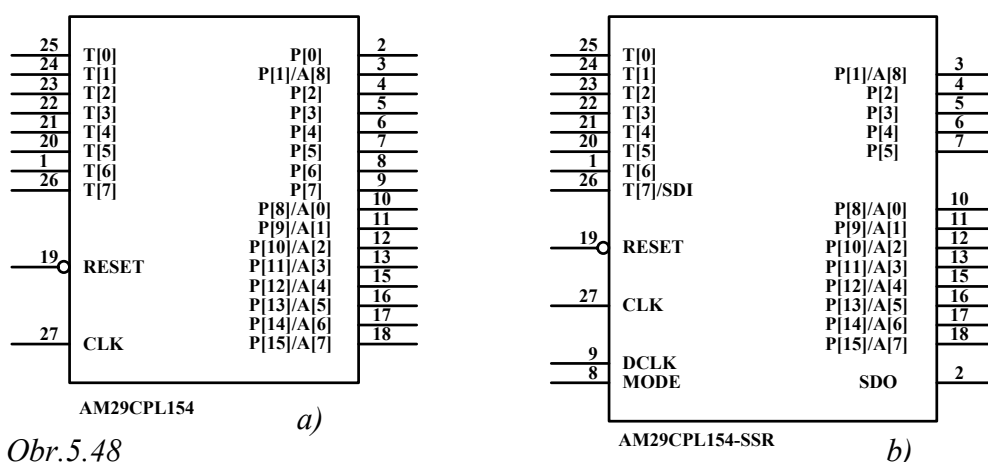 25 T[0] P[0] 2
24 T[1] P[1]/A[8] 3
23 T[2] P[2] 4
22 T[3] P[3] 5
21 T[4] P[4] 6
20 T[5] P[5] 7
1 T[6] P[6] 8
26 T[7] P[7] 9
P[8]/A[0] 10
P[9]/A[1] 11
P[10]/A[2] 12
19 RESET P[11]/A[3] 13
P[12]/A[4] 15
P[13]/A[5] 16
P[14]/A[6] 17
27 CLK P[15]/A[7] 18
AM29CPL154
a)
25 T[0]
24 T[1] P[1]/A[8] 3
23 T[2] P[2] 4
22 T[3] P[3] 5
21 T[4] P[4] 6
20 T[5] P[5] 7
1 T[6]
26 T[7]/SDI
P[8]/A[0] 10
P[9]/A[1] 11
19 RESET P[10]/A[2] 12
P[11]/A[3] 13
P[12]/A[4] 15
27 CLK P[13]/A[5] 16
P[14]/A[6] 17
P[15]/A[7] 18
9 DCLK
8 MODE SDO 2
AM29CPL154-SSR
b)
Obr.5.48